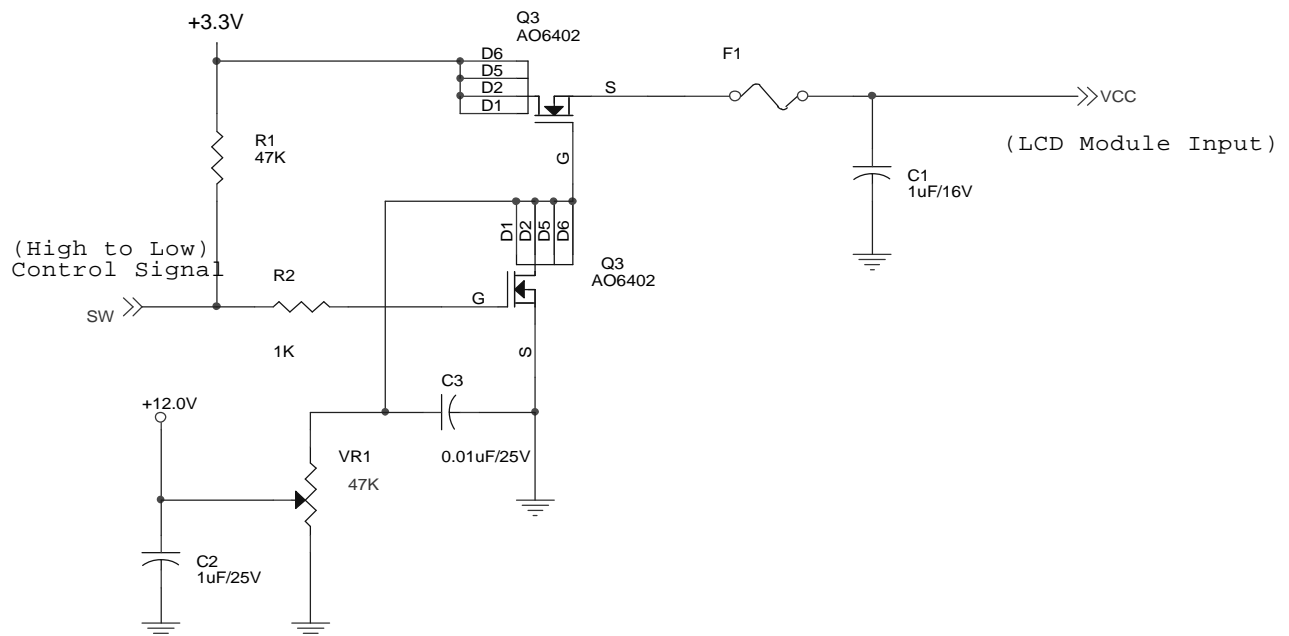 +3.3V
Q3
AO6402
D6
D5
D2
D1
S
F1
VCC
(LCD Module Input)
R1
47K
G
C1
1uF/16V
D1
D2
D5
D6
(High to Low)
Control Signal
R2
Q3
AO6402
SW
G
1K
S
C3
+12.0V
VR1
0.01uF/25V
47K
C2
1uF/25V